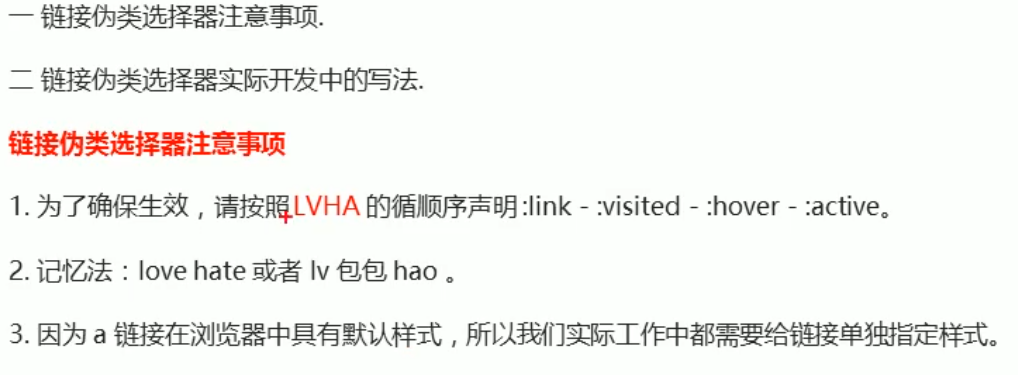 一 链接伪类选择器注意事项.
二 链接伪类选择器实际开发中的写法.
链接伪类选择器注意事项
1. 为了确保生效，请按照LVHA 的循顺序声明:link - :visited - :hover - :active。
2. 记忆法：love hate 或者 lv 包包 hao 。
3. 因为 a 链接在浏览器中具有默认样式，所以我们实际工作中都需要给链接单独指定样式。